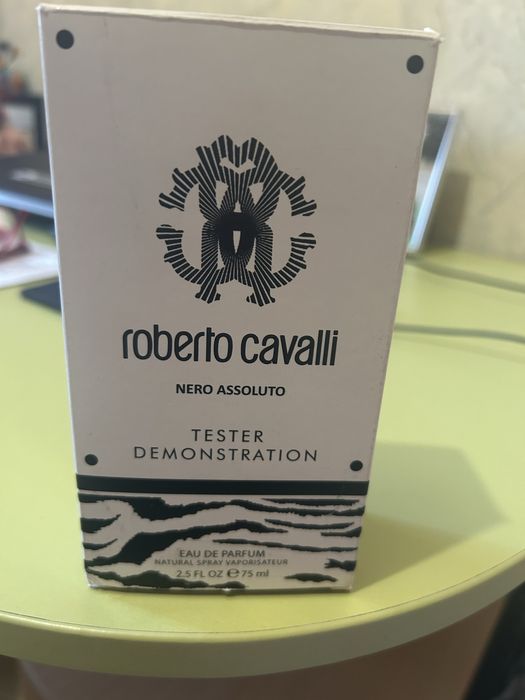 roberto cavalli
NERO ASSOLUTO
TESTER
DEMONSTRATION
EAU DE PARFUM
NATURAL SPRAY VAPORISATEUR
2.5 FL OZ ℮ 75 ml